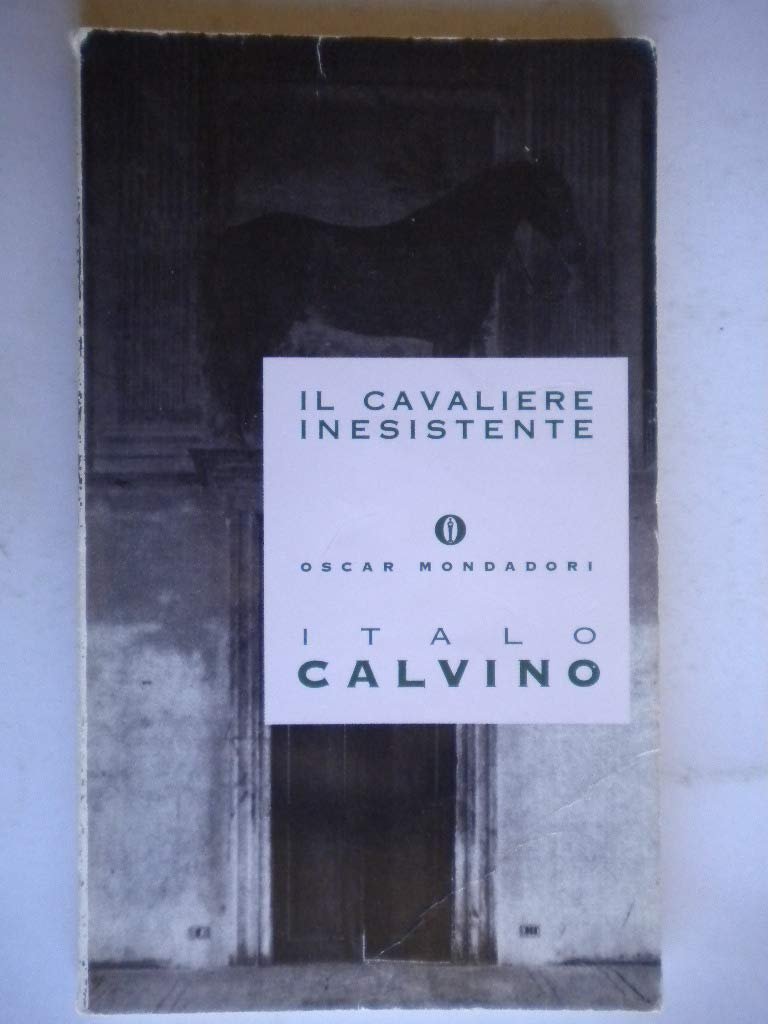 IL CAVALIERE
INESISTENTE
OSCAR MONDADORI
ITALO
CALVINO